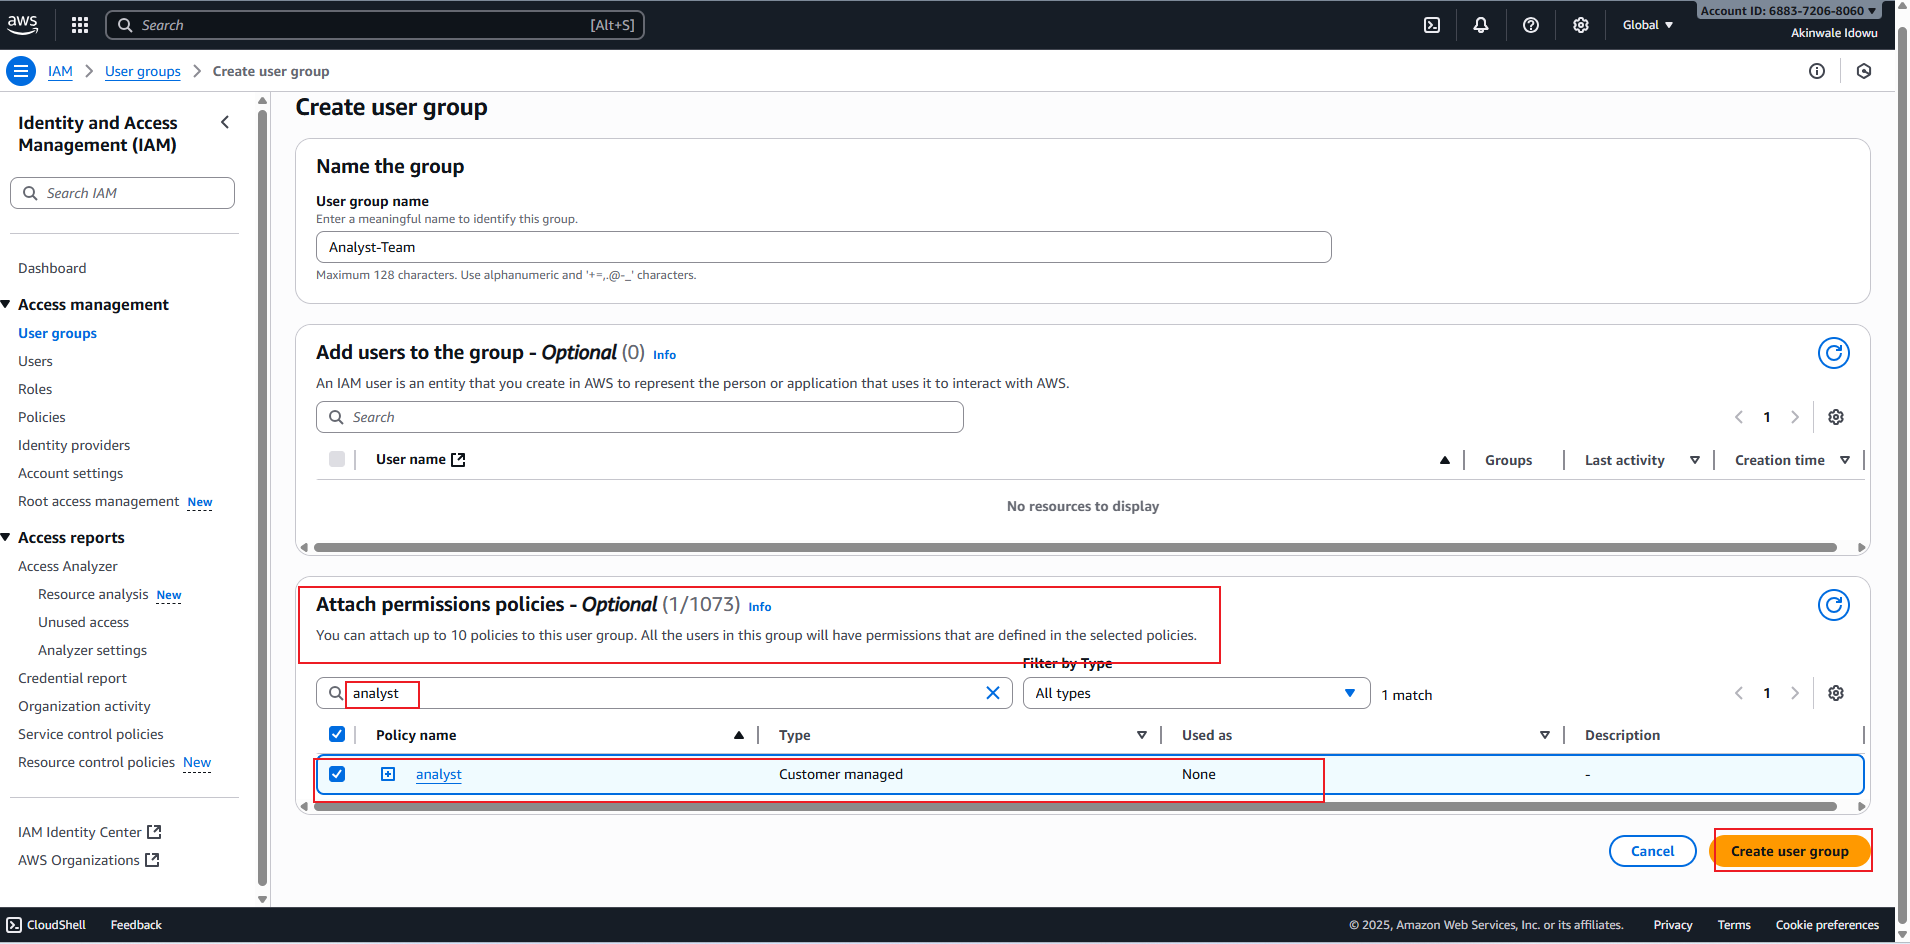 aws
Search [Alt+S]
Global
Account ID: 6883-7206-8060
Akinwale Idowu
IAM > User groups > Create user group
Identity and Access
Management (IAM)
Search IAM
Dashboard
Access management
User groups
Users
Roles
Policies
Identity providers
Account settings
Root access management New
Access reports
Access Analyzer
Resource analysis New
Unused access
Analyzer settings
Credential report
Organization activity
Service control policies
Resource control policies New
IAM Identity Center
AWS Organizations
Create user group
Name the group
User group name
Enter a meaningful name to identify this group.
Analyst-Team
Maximum 128 characters. Use alphanumeric and '+=,.@-_' characters.
Add users to the group - Optional (0) Info
An IAM user is an entity that you create in AWS to represent the person or application that uses it to interact with AWS.
Search
1
User name Groups Last activity Creation time
No resources to display
Attach permissions policies - Optional (1/1073) Info
You can attach up to 10 policies to this user group. All the users in this group will have permissions that are defined in the selected policies.
Filter by Type
analyst All types 1 match 1
Policy name Type Used as Description
analyst Customer managed None -
Cancel Create user group
CloudShell Feedback © 2025, Amazon Web Services, Inc. or its affiliates. Privacy Terms Cookie preferences